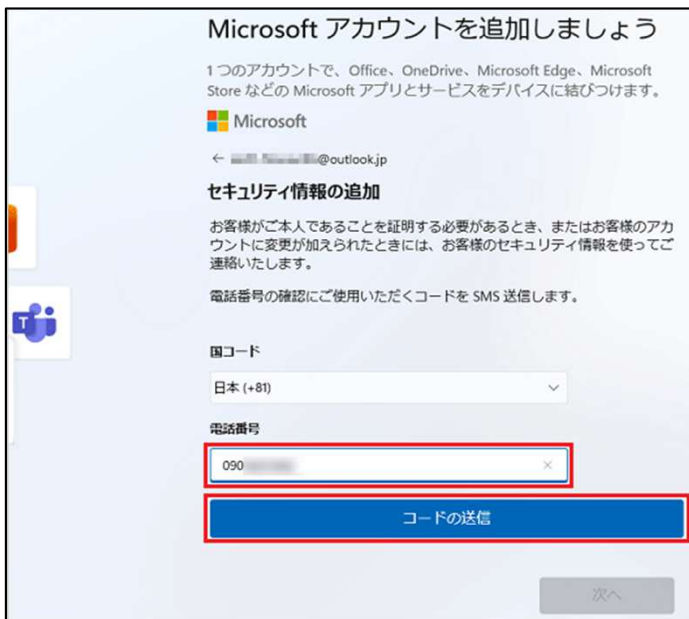 Microsoft アカウントを追加しましょう
1 つのアカウントで、Office、OneDrive、Microsoft Edge、Microsoft
Store などの Microsoft アプリとサービスをデバイスに結びつけます。
Microsoft
← @outlook.jp
セキュリティ情報の追加
お客様がご本人であることを証明する必要があるとき、またはお客様のアカ
ウントに変更が加えられたときには、お客様のセキュリティ情報を使ってご
連絡いたします。
電話番号の確認にご使用いただくコードを SMS 送信します。
T
国コード
日本 (+81)
電話番号
090
コードの送信
次へ